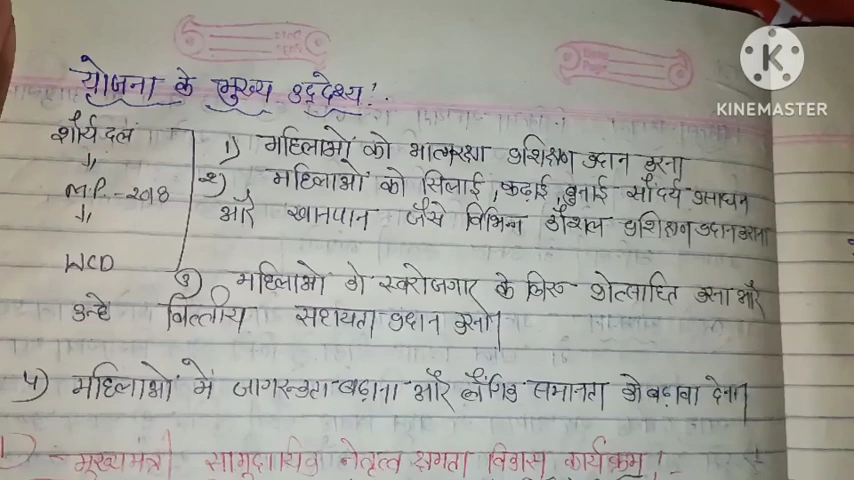 योजना के मुख्य उद्देश्य!.
शौर्य दल
"
M.P. - 2018
"
WCD
1) महिलाओं को आत्मरक्षा प्रशिक्षण प्रदान करना
2) महिलाओं को सिलाई, कढ़ाई, बुनाई सौंदर्य प्रसाधन
और खानपान जैसे विभिन्न कौशल प्रशिक्षण प्रदान करना
3) महिलाओं को स्वरोजगार के लिए प्रोत्साहित करना और
उन्हे वित्तीय सहायता प्रदान करना।
4) महिलाओं में जागरूकता बढ़ाना और लैंगिक समानता को बढ़ावा देना।
- मुख्यमंत्री सामुदायिक नेतृत्व क्षमता विकास कार्यक्रम!-
KINEMASTER